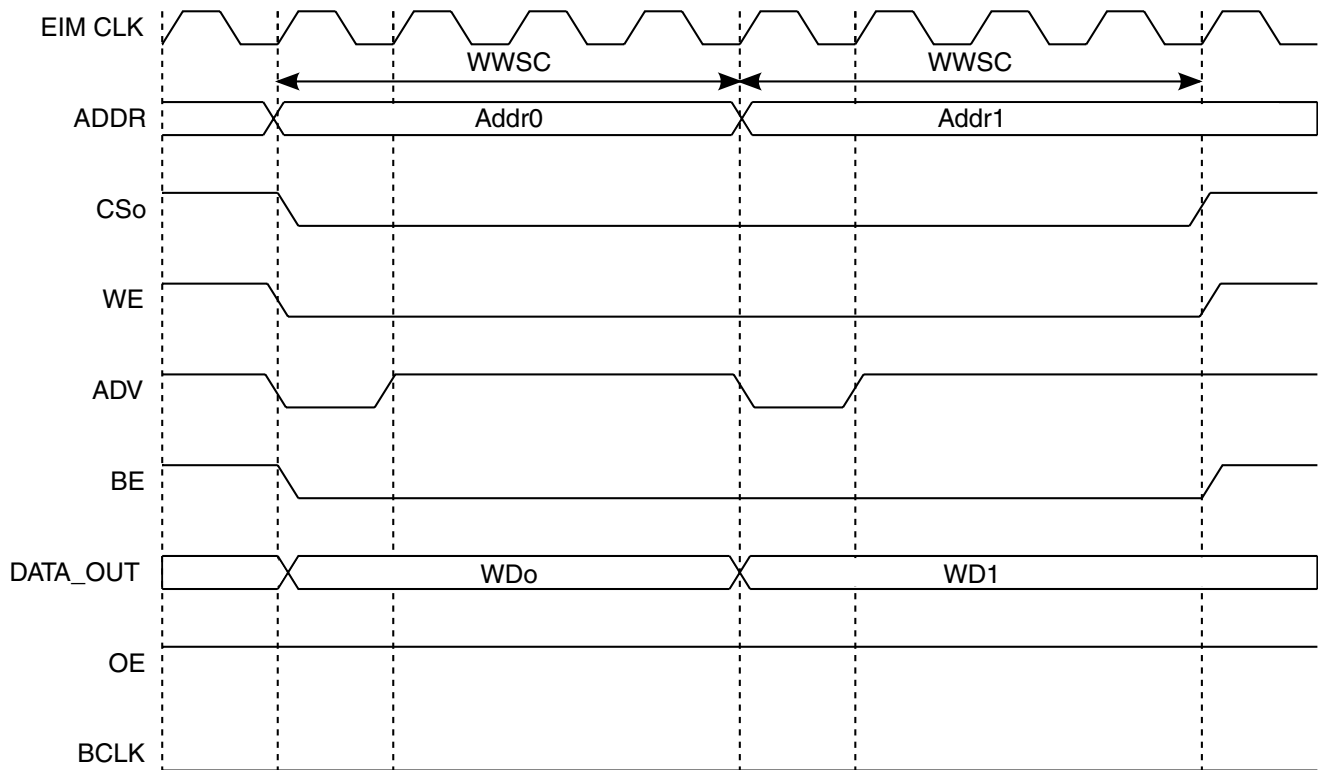 EIM CLK
WWSC WWSC
ADDR Addr0 Addr1
CSo
WE
ADV
BE
DATA_OUT WDo WD1
OE
BCLK